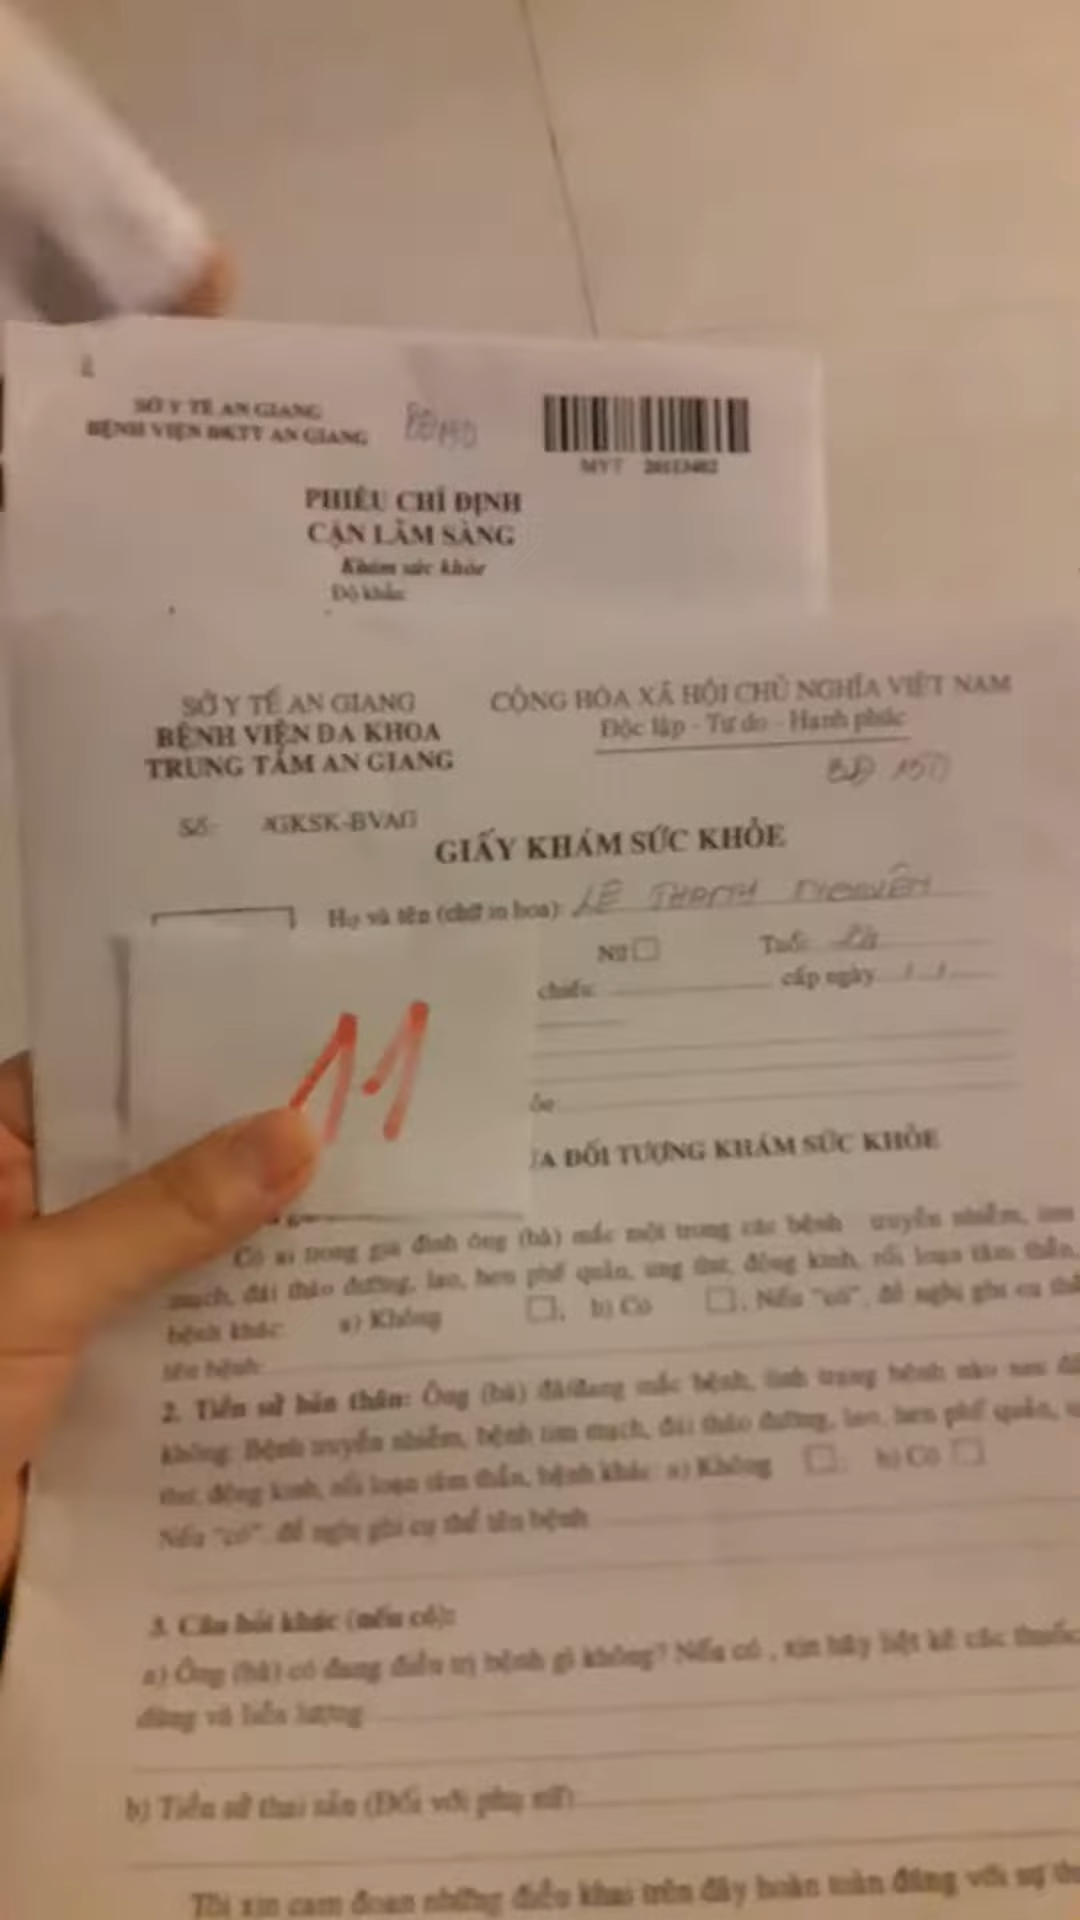 SỞ Y TẾ AN GIANG
BỆNH VIỆN ĐKTT AN GIANG
PHIẾU CHỈ ĐỊNH
CẬN LÂM SÀNG
Khám sức khỏe
Độ khẩn:
SỞ Y TẾ AN GIANG
BỆNH VIỆN ĐA KHOA
TRUNG TÂM AN GIANG
CỘNG HÒA XÃ HỘI CHỦ NGHĨA VIỆT NAM
Độc lập - Tự do - Hạnh phúc
BĐ 150
Số: /GKSK-BVAG
GIẤY KHÁM SỨC KHỎE
Họ và tên (chữ in hoa): LÊ THANH
Nữ □ Tuổi:
chiếu: cấp ngày / /
11
ỦA ĐỐI TƯỢNG KHÁM SỨC KHỎE
Có ai trong gia đình ông (bà) mắc một trong các bệnh truyền nhiễm, tim
mạch, đái tháo đường, lao, hen phế quản, ung thư, động kinh, rối loạn tâm thần,
bệnh khác: a) Không □; b) Có □; Nếu "có", đề nghị ghi cụ thể
tên bệnh:
2. Tiền sử bản thân: Ông (bà) đã/đang mắc bệnh, tình trạng bệnh nào sau đây
không: Bệnh truyền nhiễm, bệnh tim mạch, đái tháo đường, lao, hen phế quản, u
thư, động kinh, rối loạn tâm thần, bệnh khác: a) Không □; b) Có □
Nếu "có", đề nghị ghi cụ thể tên bệnh
3. Câu hỏi khác (nếu có):
a) Ông (bà) có đang điều trị bệnh gì không? Nếu có, xin hãy liệt kê các thuốc
dùng và liều lượng
b) Tiền sử thai sản (Đối với phụ nữ):
Tôi xin cam đoan những điều khai trên đây hoàn toàn đúng với sự th